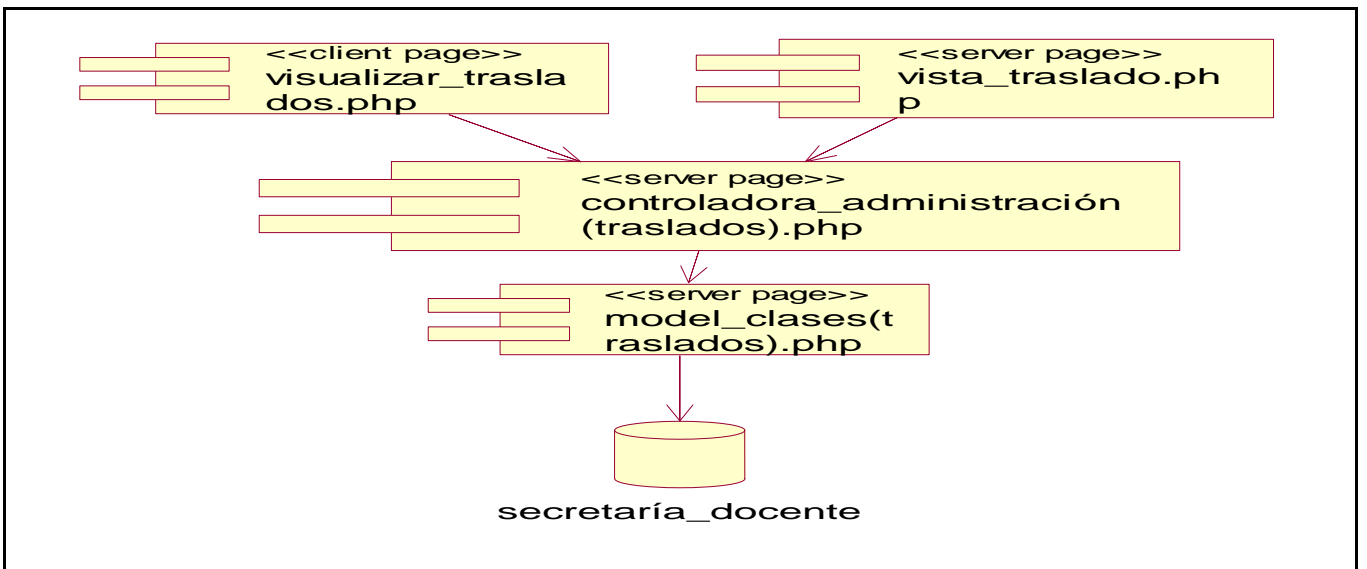 <<client page>>
visualizar_trasla
dos.php
<<server page>>
vista_traslado.ph
p
<<server page>>
controladora_administración
(traslados).php
<<server page>>
model_clases(t
raslados).php
secretaría_docente